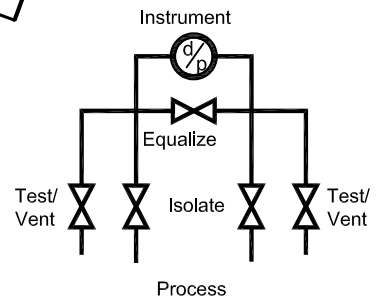 Instrument
d/p
Equalize
Test/
Vent
Isolate
Test/
Vent
Process